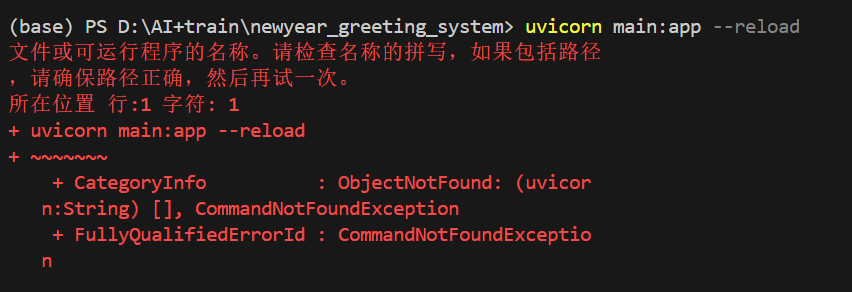 (base) PS D:\AI+train\newyear_greeting_system> uvicorn main:app --reload
文件或可运行程序的名称。请检查名称的拼写，如果包括路径
，请确保路径正确，然后再试一次。
所在位置 行:1 字符: 1
+ uvicorn main:app --reload
+ ~~~~~~~
    + CategoryInfo          : ObjectNotFound: (uvicor
   n:String) [], CommandNotFoundException
    + FullyQualifiedErrorId : CommandNotFoundExceptio
   n